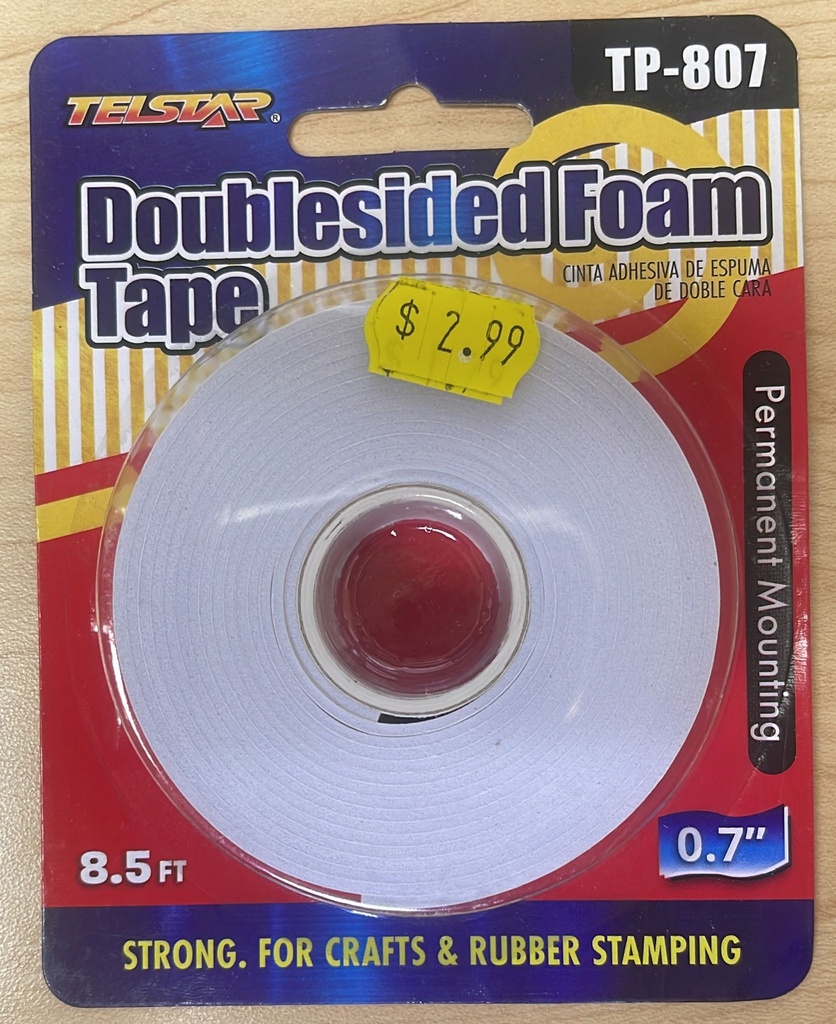 TP-807
TELSTAR®
Doublesided Foam
Tape
CINTA ADHESIVA DE ESPUMA
DE DOBLE CARA
$ 2.99
Permanent Mounting
8.5 FT
0.7"
STRONG. FOR CRAFTS & RUBBER STAMPING